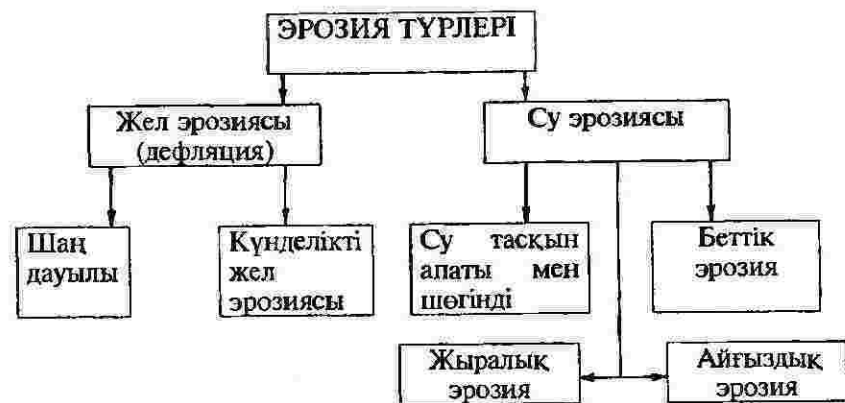 ЭРОЗИЯ ТҮРЛЕРІ
Жел эрозиясы
(дефляция)
Су эрозиясы
Шаң
дауылы
Күнделікті
жел
эрозиясы
Су тасқын
апаты мен
шөгінді
Беттік
эрозия
Жыралық
эрозия
Айғыздық
эрозия